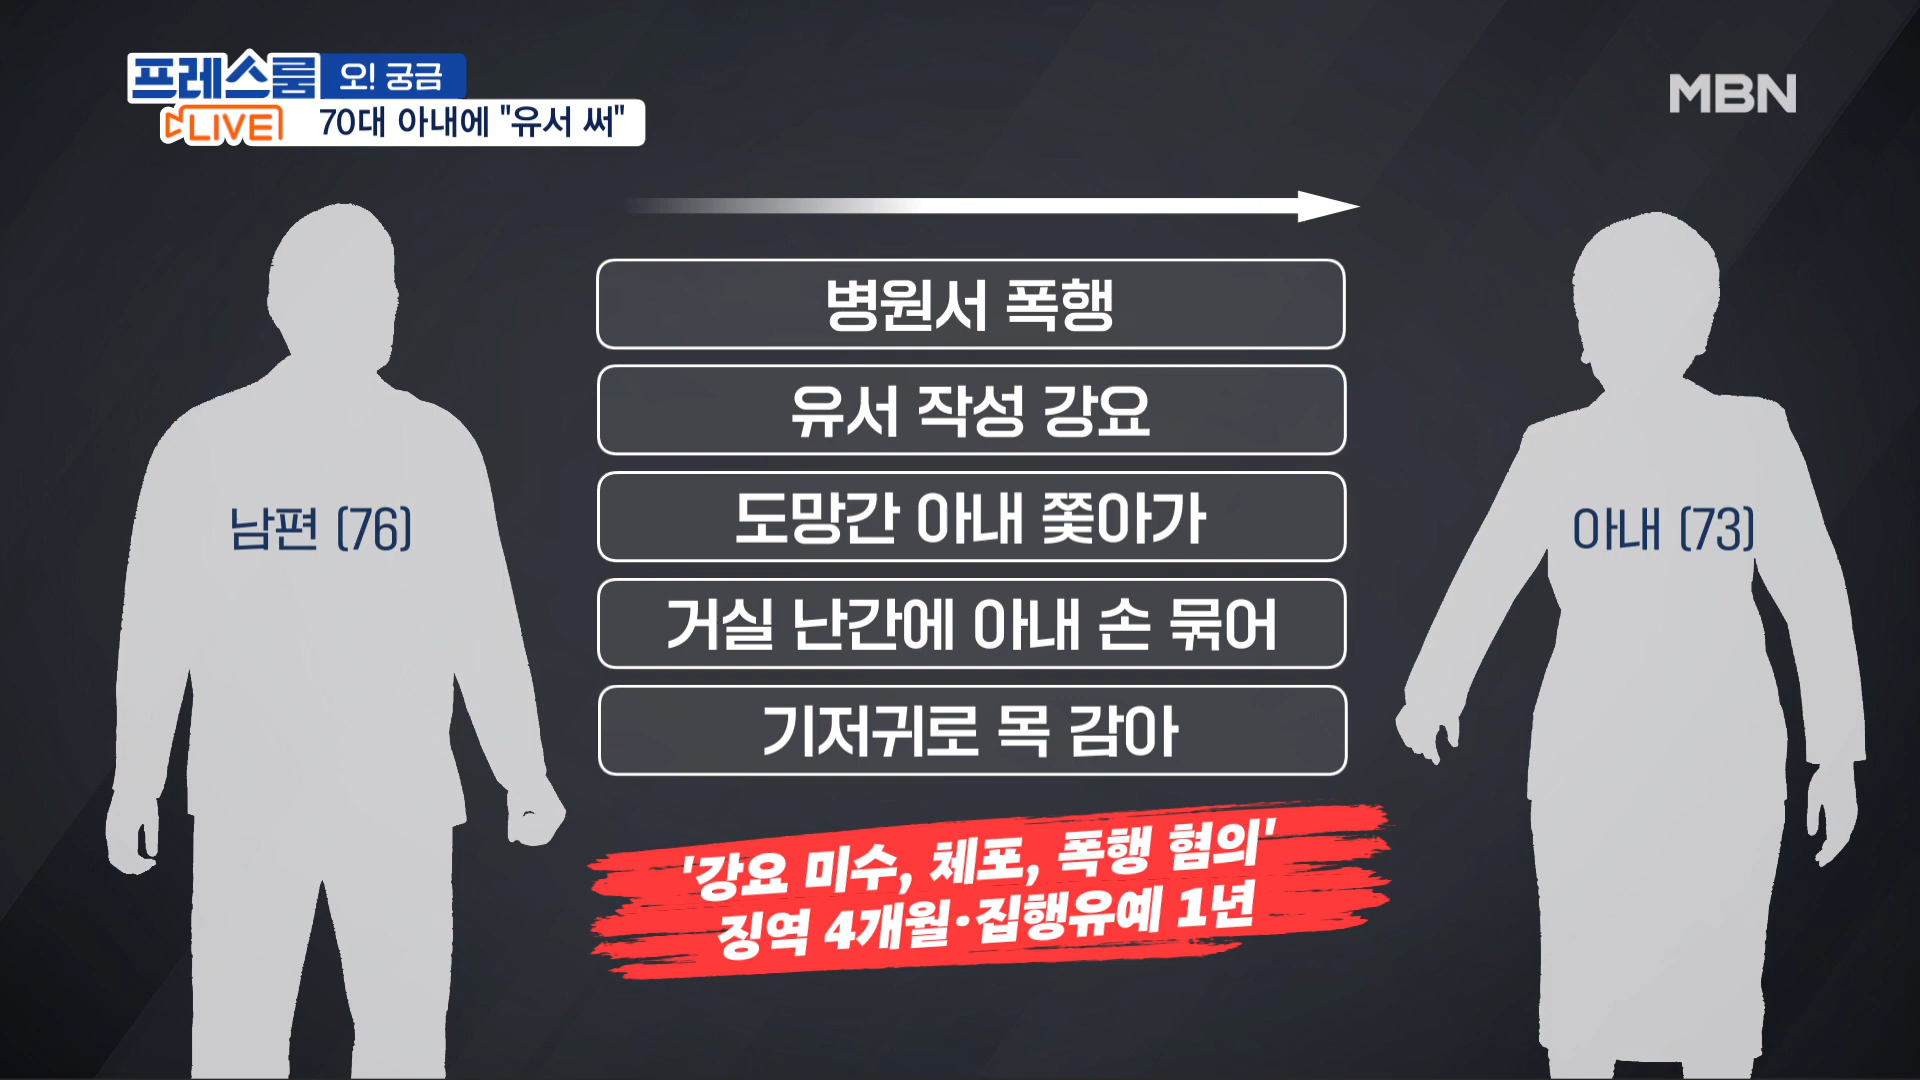 프레스룸 오! 궁금
LIVE 70대 아내에 "유서 써"
MBN
병원서 폭행
유서 작성 강요
도망간 아내 쫓아가
거실 난간에 아내 손 묶어
기저귀로 목 감아
남편 (76)
아내 (73)
'강요 미수, 체포, 폭행 혐의'
징역 4개월·집행유예 1년